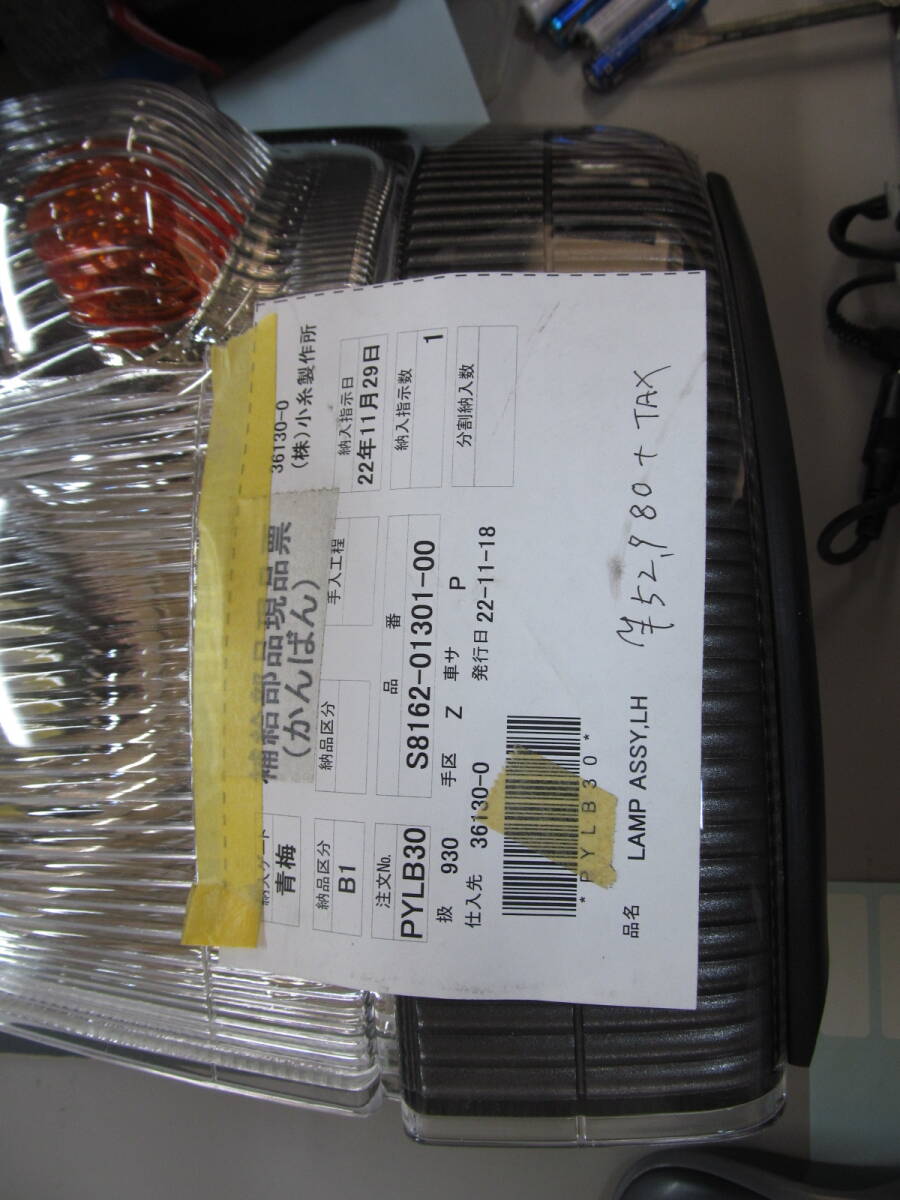 36130-0
(株)小糸製作所
補給部品現品票
(かんばん)
青梅
納入指示日
22年11月29日
手入工程
納品区分
納品区分
B1
納入指示数
1
品 番
S8162-01301-00
注文No.
PYLB30
分割納入数
扱 930 手区 Z 車サ P
仕入先 36130-0 発行日 22-11-18
*PYLB30*
品名 LAMP ASSY,LH
¥52,980+TAX